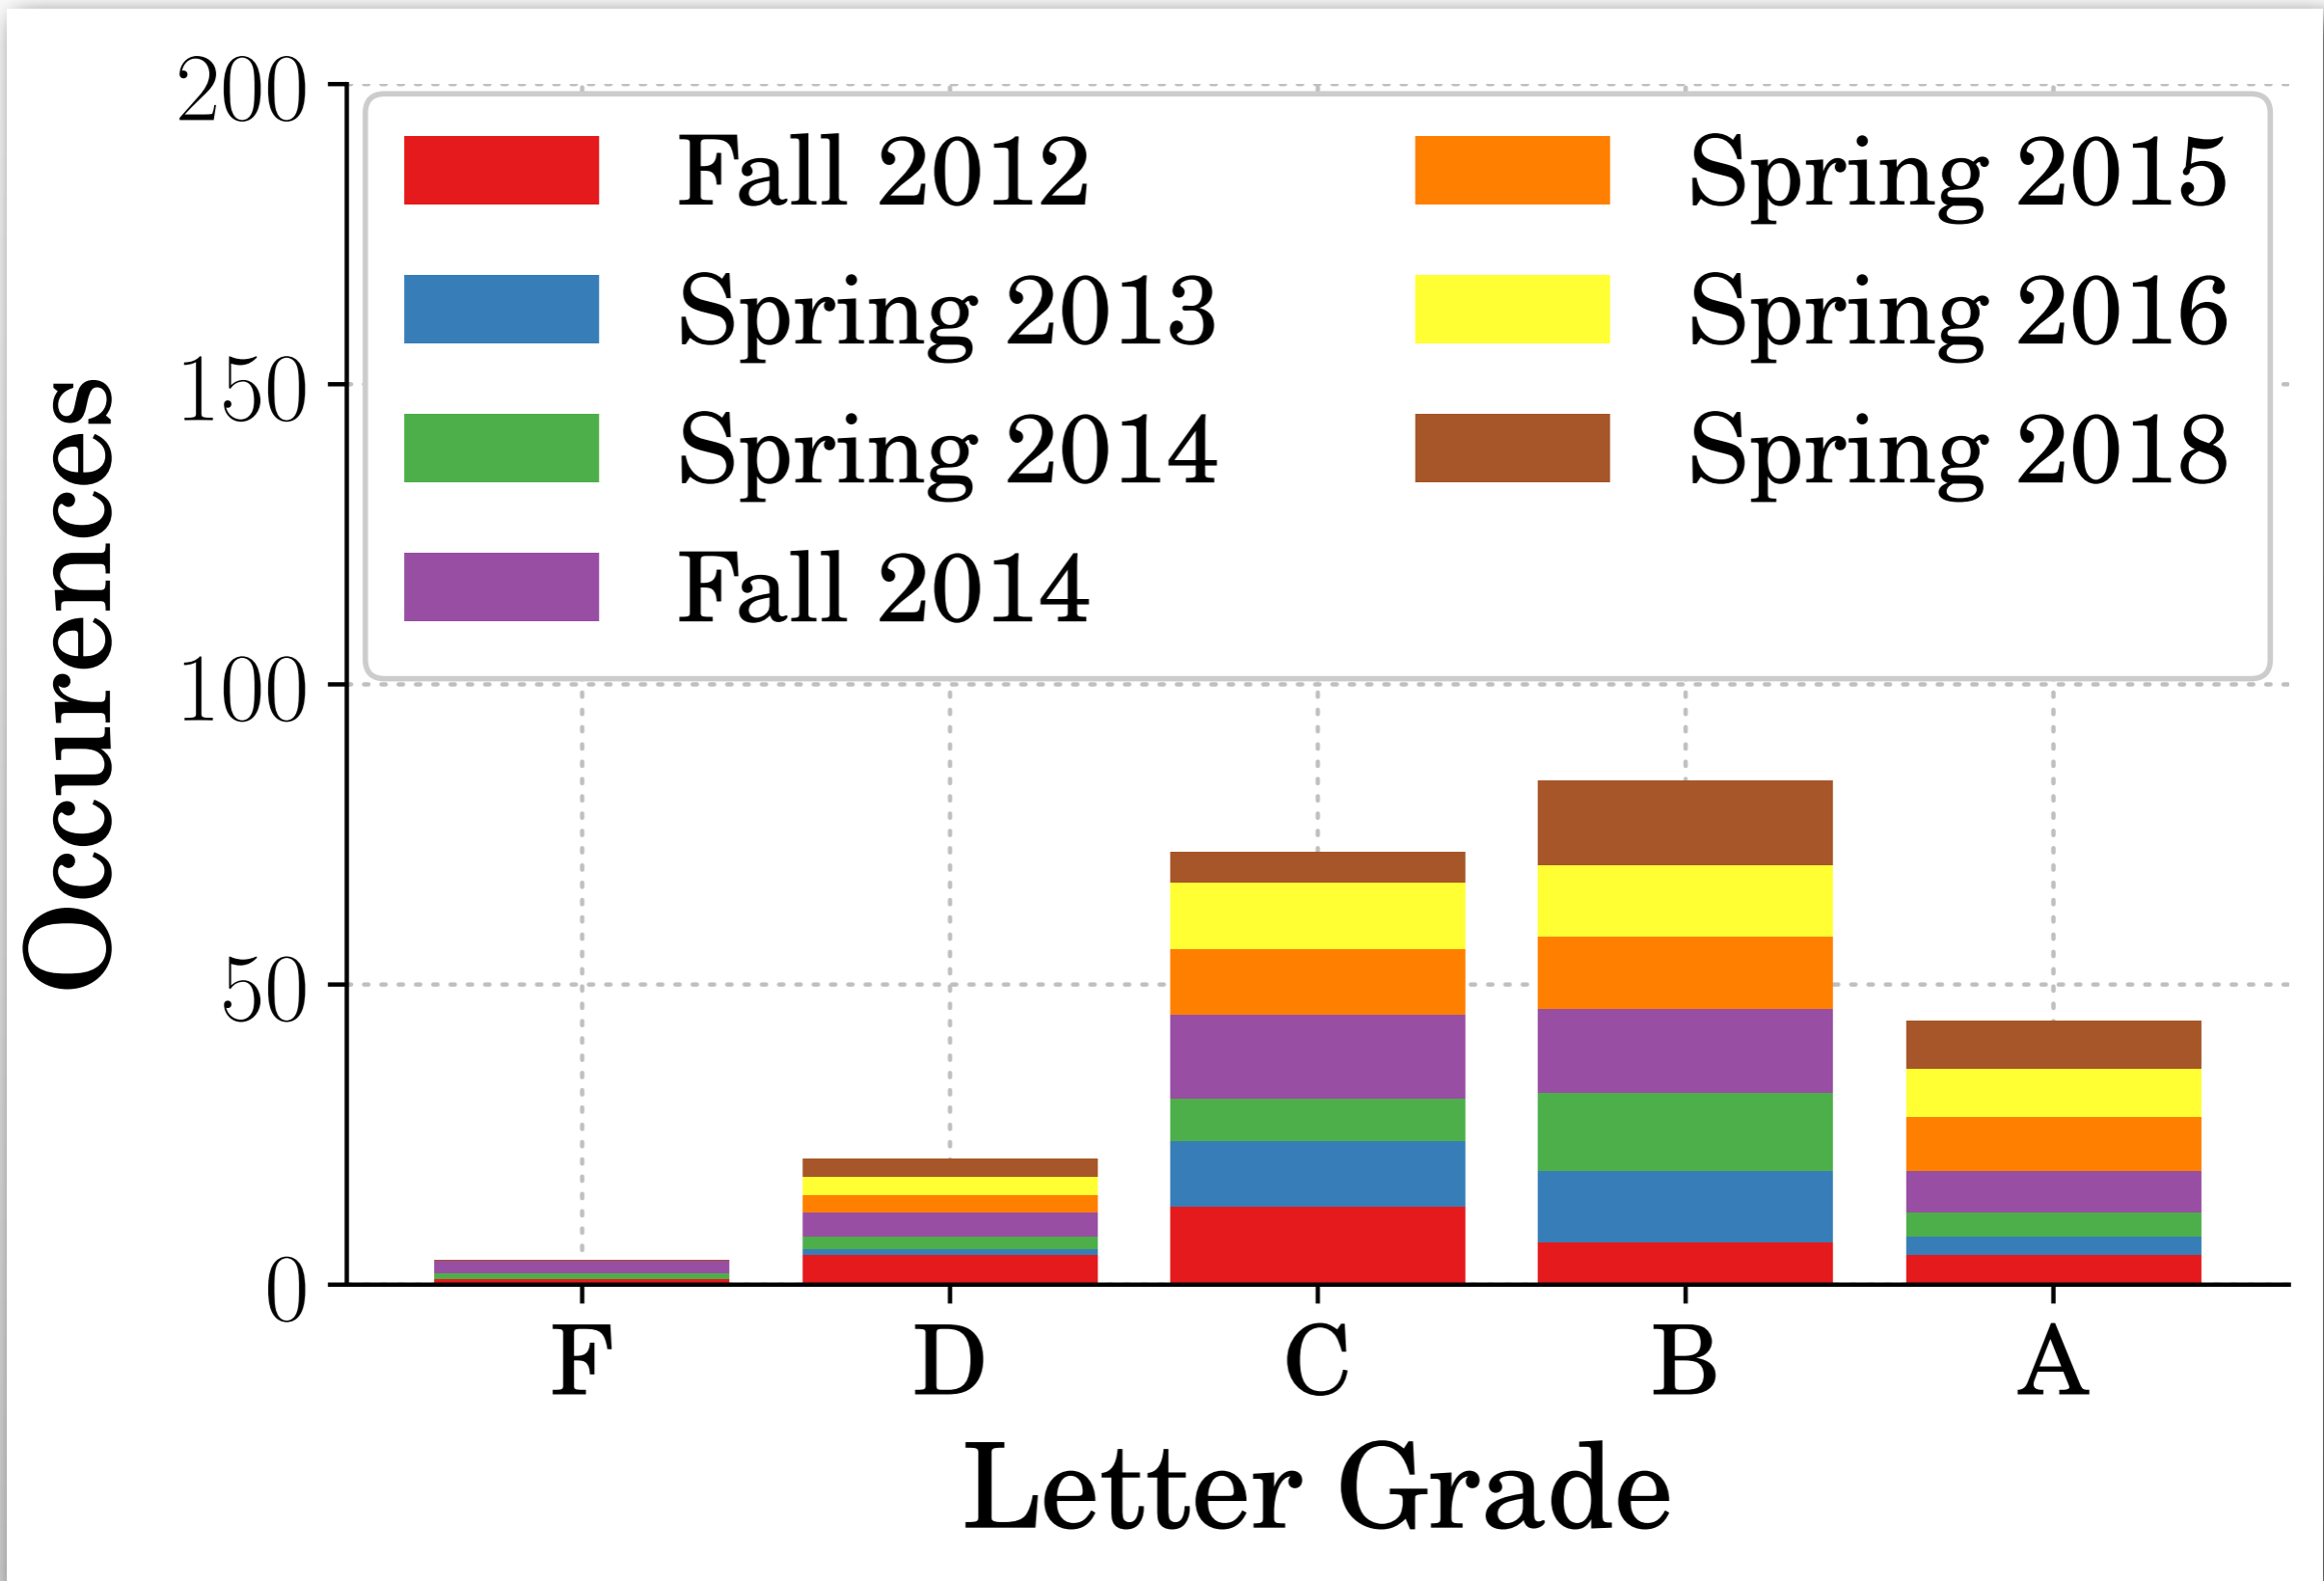 200
150
100
50
0
Occurrences
Fall 2012
Spring 2013
Spring 2014
Fall 2014
Spring 2015
Spring 2016
Spring 2018
F D C B A
Letter Grade